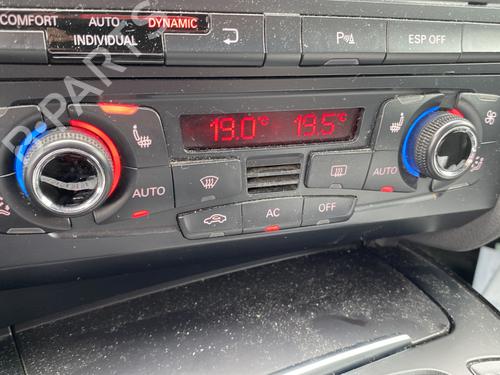 COMFORT AUTO DYNAMIC
INDIVIDUAL
ESP OFF
19.0°C 19.5°C
AUTO
AUTO
AC
OFF